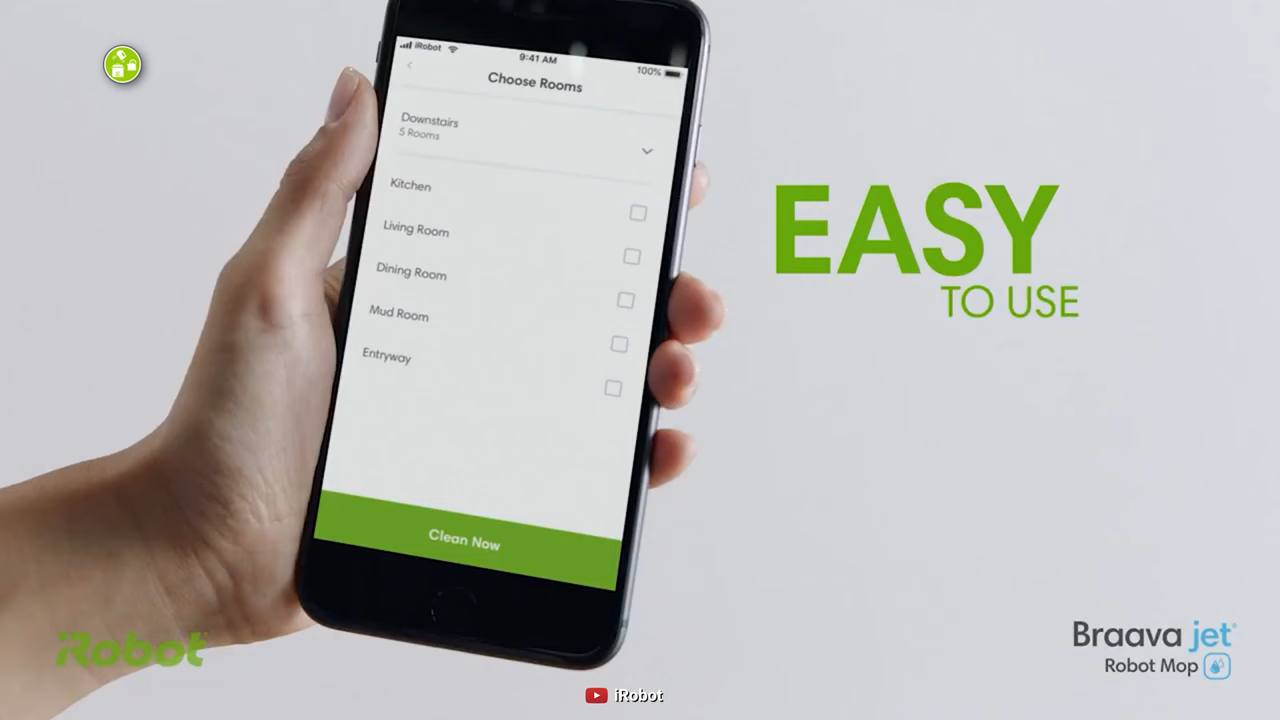 iRobot
9:41 AM
100%
Choose Rooms
Downstairs
5 Rooms
Kitchen
Living Room
Dining Room
Mud Room
Entryway
Clean Now
EASY
TO USE
iRobot
Braava jet
Robot Mop
iRobot